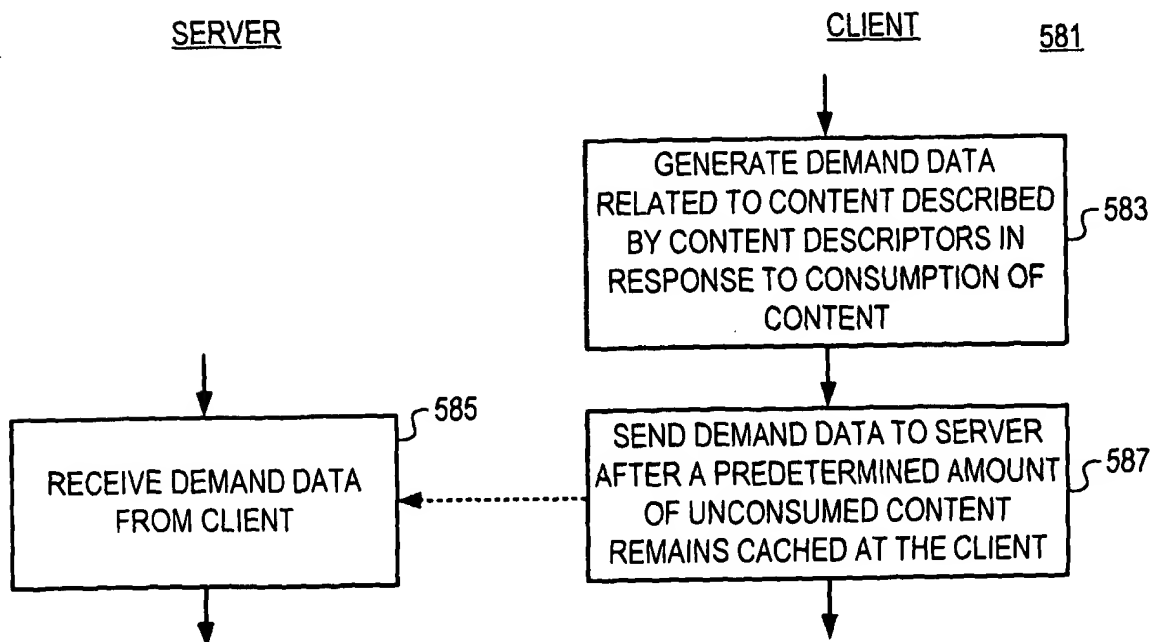 SERVER
CLIENT
581
GENERATE DEMAND DATA
RELATED TO CONTENT DESCRIBED
BY CONTENT DESCRIPTORS IN
RESPONSE TO CONSUMPTION OF
CONTENT
583
585
RECEIVE DEMAND DATA
FROM CLIENT
SEND DEMAND DATA TO SERVER
AFTER A PREDETERMINED AMOUNT
OF UNCONSUMED CONTENT
REMAINS CACHED AT THE CLIENT
587